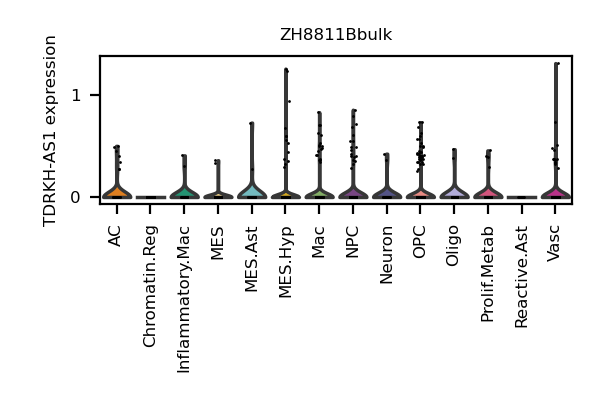 ZH8811Bbulk
TDRKH-AS1 expression
1
0
AC
Chromatin.Reg
Inflammatory.Mac
MES
MES.Ast
MES.Hyp
Mac
NPC
Neuron
OPC
Oligo
Prolif.Metab
Reactive.Ast
Vasc